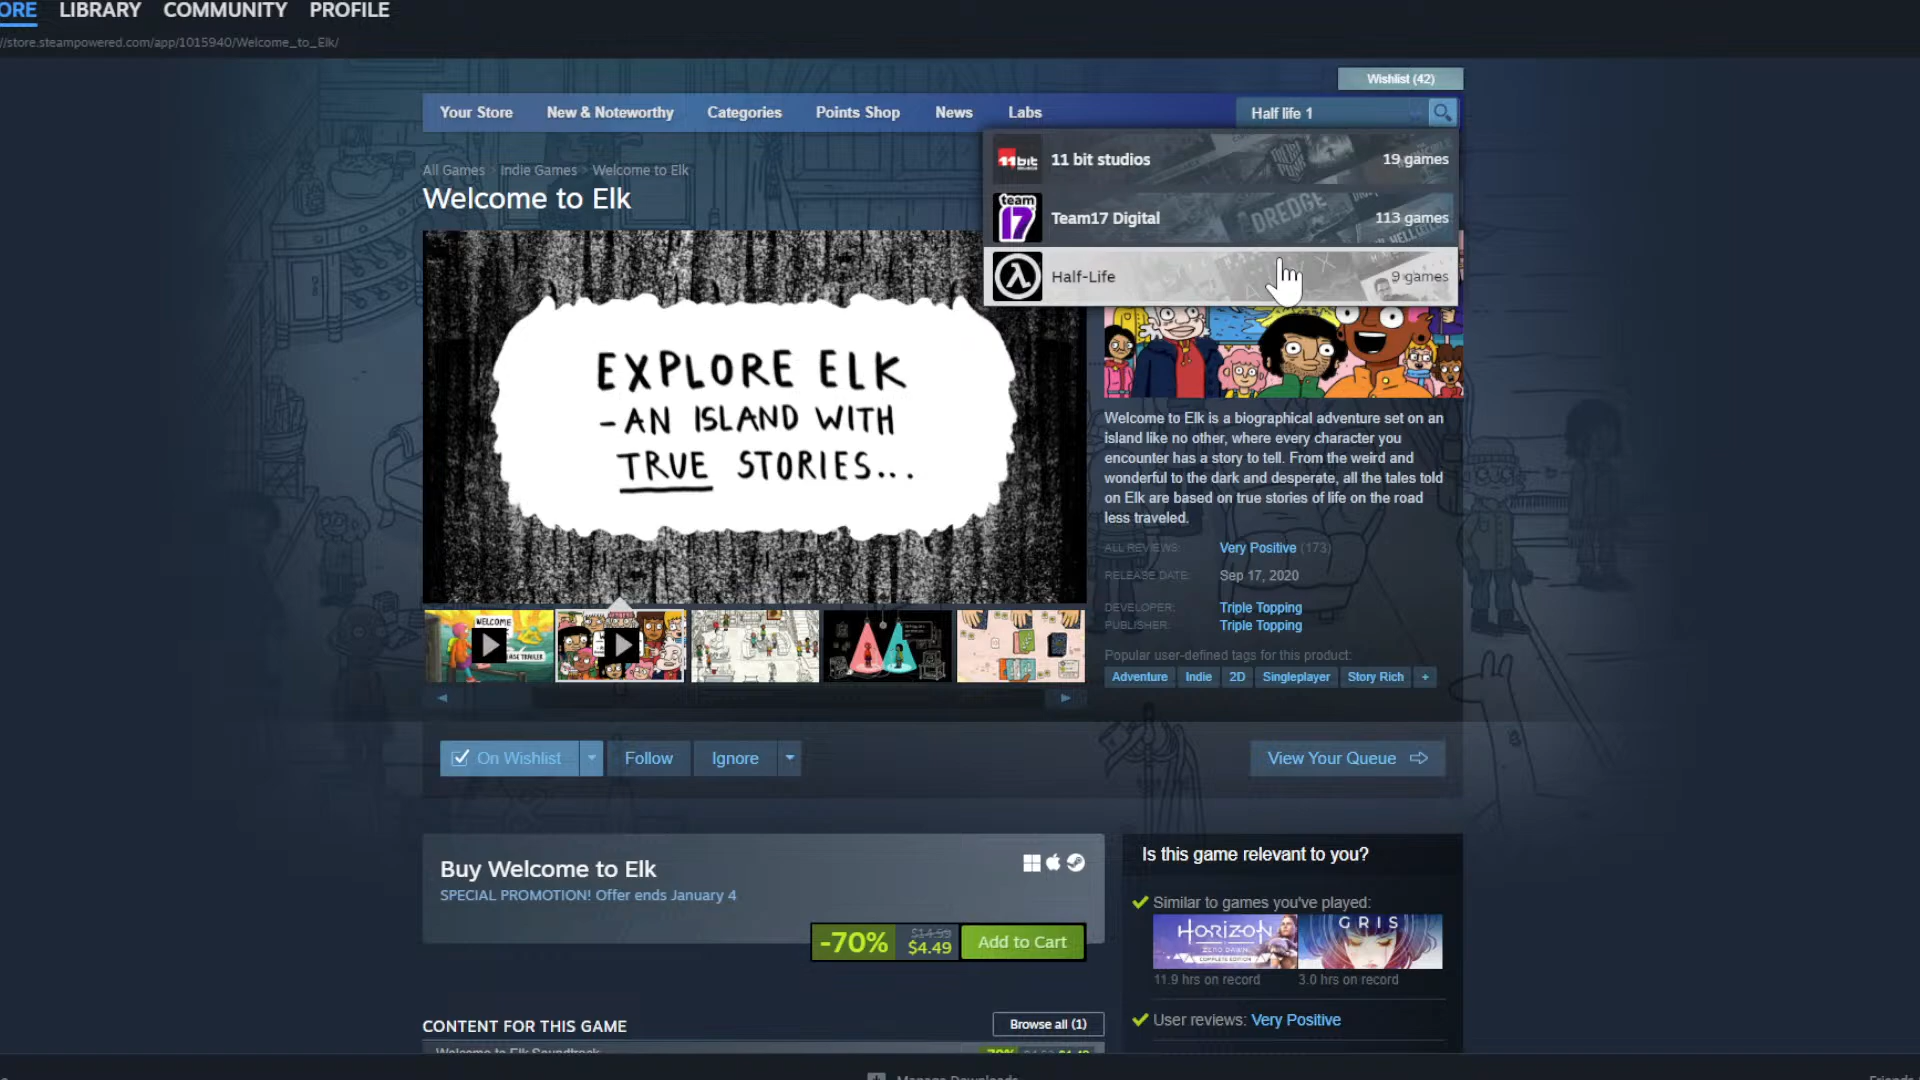 ORE LIBRARY COMMUNITY PROFILE
//store.steampowered.com/app/1015940/Welcome_to_Elk/
Wishlist (42)
Your Store New & Noteworthy Categories Points Shop News Labs Half life 1
11 bit studios 19 games
Team17 Digital 113 games
Half-Life 9 games
All Games > Indie Games > Welcome to Elk
Welcome to Elk
EXPLORE ELK
-AN ISLAND WITH
TRUE STORIES...
Welcome to Elk is a biographical adventure set on an
island like no other, where every character you
encounter has a story to tell. From the weird and
wonderful to the dark and desperate, all the tales told
on Elk are based on true stories of life on the road
less traveled.
ALL REVIEWS: Very Positive (173)
RELEASE DATE: Sep 17, 2020
DEVELOPER: Triple Topping
PUBLISHER: Triple Topping
Popular user-defined tags for this product:
Adventure Indie 2D Singleplayer Story Rich +
On Wishlist Follow Ignore View Your Queue
Buy Welcome to Elk
SPECIAL PROMOTION! Offer ends January 4
-70% $4.49 Add to Cart
Is this game relevant to you?
Similar to games you've played:
HORIZON ZERO DAWN COMPLETE EDITION GRIS
11.9 hrs on record 3.0 hrs on record
User reviews: Very Positive
CONTENT FOR THIS GAME Browse all (1)
Welcome to Elk Soundtrack
Manage Downloads